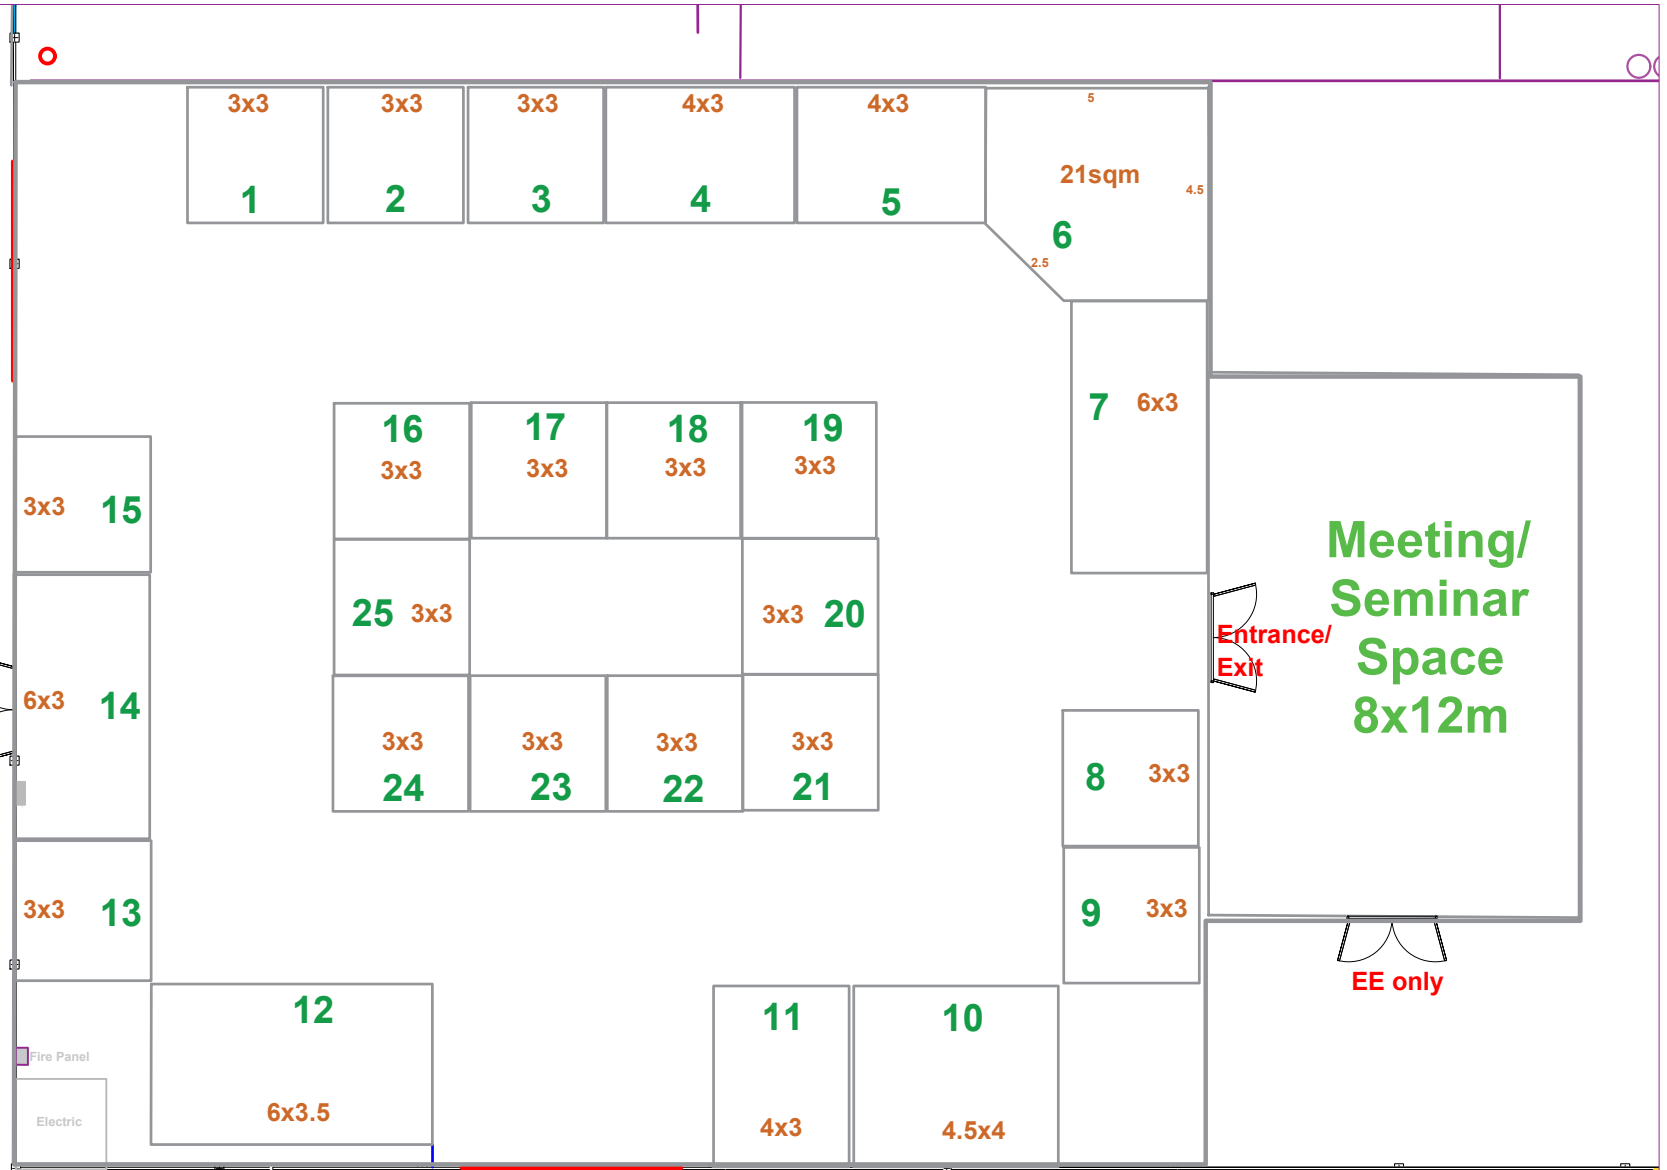 3x3
3x3
3x3
4x3
4x3
5
21sqm
4.5
1
2
3
4
5
6
2.5
7
6x3
16
17
18
19
3x3
3x3
3x3
3x3
3x3
15
25
3x3
3x3
20
6x3
14
3x3
3x3
3x3
3x3
24
23
22
21
8
3x3
9
3x3
3x3
13
Entrance/
Exit
Meeting/
Seminar
Space
8x12m
EE only
12
6x3.5
11
4x3
10
4.5x4
Fire Panel
Electric